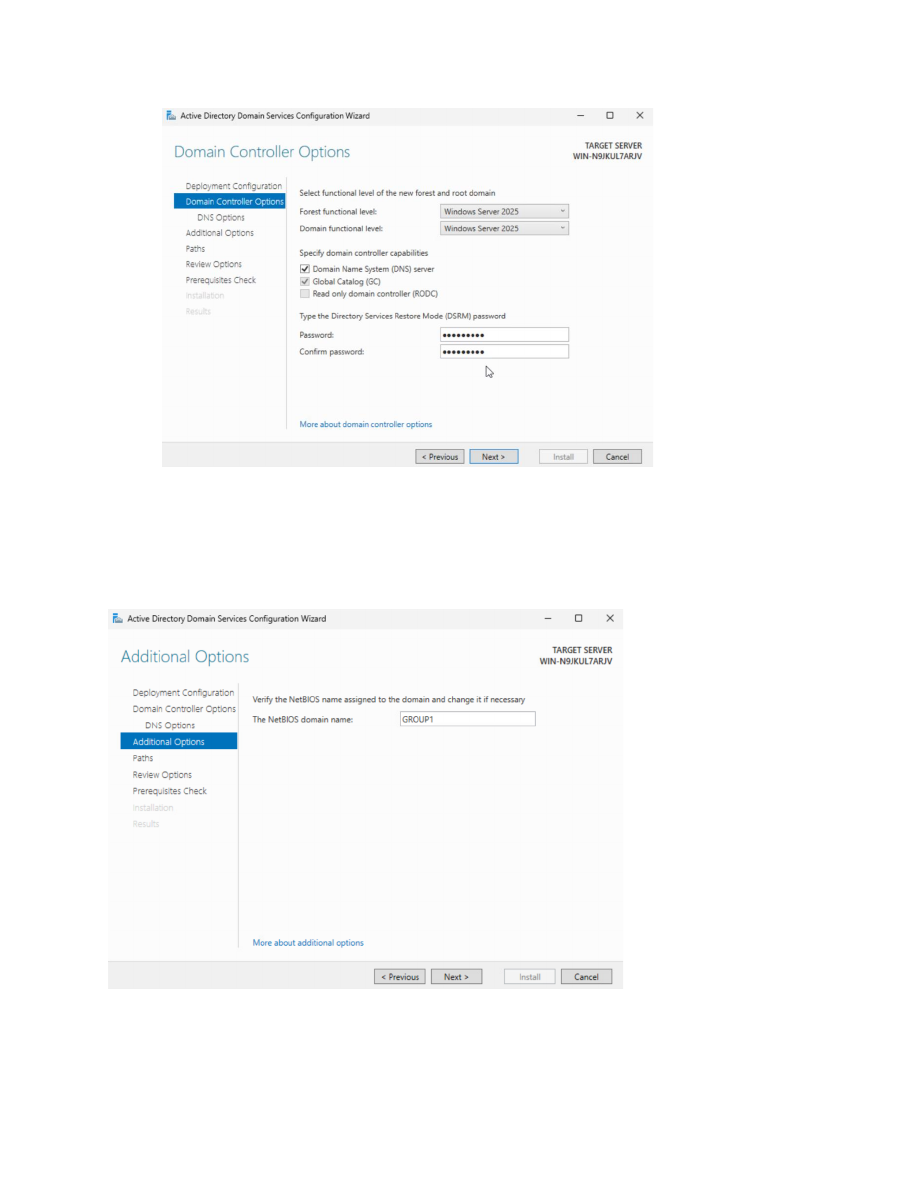 Active Directory Domain Services Configuration Wizard
Domain Controller Options
TARGET SERVER
WIN-N9JKUL7ARJV
Deployment Configuration
Domain Controller Options
DNS Options
Additional Options
Paths
Review Options
Prerequisites Check
Installation
Results
Select functional level of the new forest and root domain
Forest functional level: Windows Server 2025
Domain functional level: Windows Server 2025
Specify domain controller capabilities
Domain Name System (DNS) server
Global Catalog (GC)
Read only domain controller (RODC)
Type the Directory Services Restore Mode (DSRM) password
Password: •••••••••
Confirm password: •••••••••
More about domain controller options
< Previous Next > Install Cancel
Active Directory Domain Services Configuration Wizard
Additional Options
TARGET SERVER
WIN-N9JKUL7ARJV
Deployment Configuration
Domain Controller Options
DNS Options
Additional Options
Paths
Review Options
Prerequisites Check
Installation
Results
Verify the NetBIOS name assigned to the domain and change it if necessary
The NetBIOS domain name: GROUP1
More about additional options
< Previous Next > Install Cancel